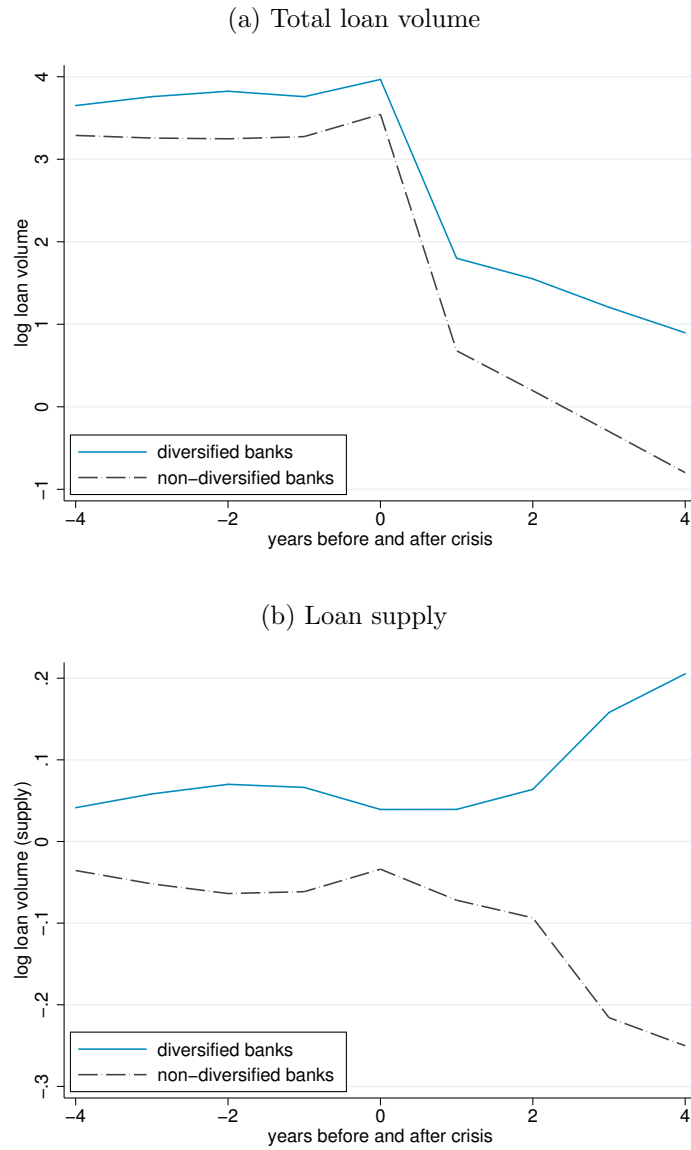 (a) Total loan volume
4
3
2
1
0
−1
log loan volume
diversified banks
non−diversified banks
−4
−2
0
2
4
years before and after crisis
(b) Loan supply
.2
.1
0
−.1
−.2
−.3
log loan volume (supply)
diversified banks
non−diversified banks
−4
−2
0
2
4
years before and after crisis